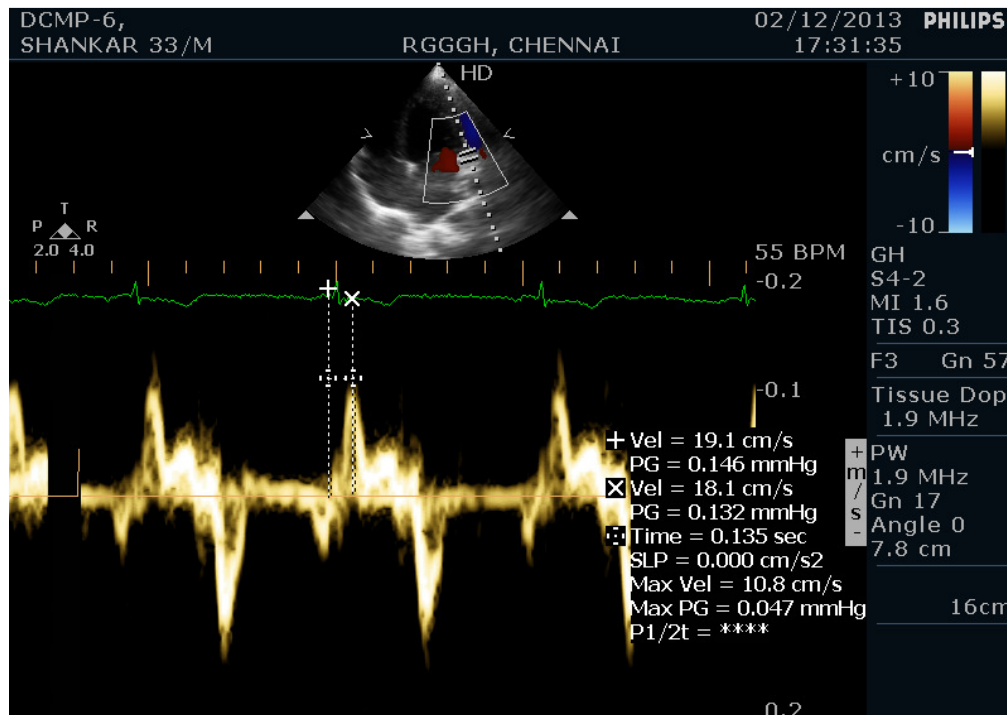 DCMP-6, 02/12/2013 PHILIPS
SHANKAR 33/M RGGGH, CHENNAI 17:31:35
HD
+10
cm/s
-10
T
P R
2.0 4.0
55 BPM
-0.2
GH
S4-2
MI 1.6
TIS 0.3
F3 Gn 57
-0.1
Tissue Dop
1.9 MHz
+ Vel = 19.1 cm/s
PG = 0.146 mmHg
× Vel = 18.1 cm/s
PG = 0.132 mmHg
Time = 0.135 sec
SLP = 0.000 cm/s2
Max Vel = 10.8 cm/s
Max PG = 0.047 mmHg
P1/2t = ****
+
m
/
s
-
PW
1.9 MHz
Gn 17
Angle 0
7.8 cm
16cm
0.2